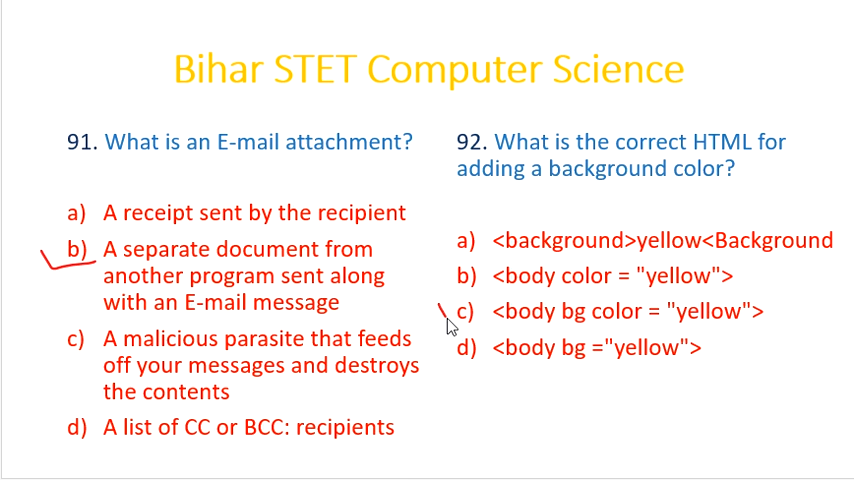 Bihar STET Computer Science
91. What is an E-mail attachment?
a) A receipt sent by the recipient
b) A separate document from
another program sent along
with an E-mail message
c) A malicious parasite that feeds
off your messages and destroys
the contents
d) A list of CC or BCC: recipients
92. What is the correct HTML for
adding a background color?
a) <background>yellow<Background
b) <body color = "yellow">
c) <body bg color = "yellow">
d) <body bg ="yellow">